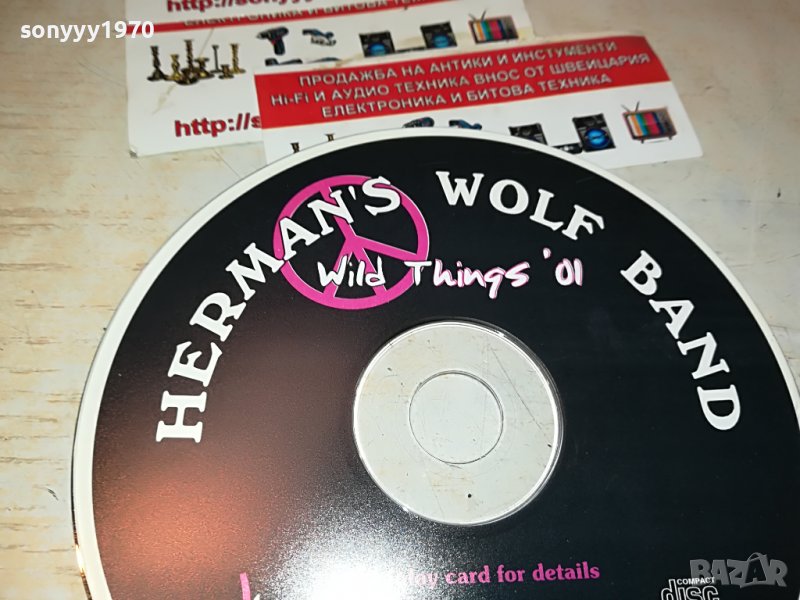 sonyyy1970
http://s
ПРОДАЖБА НА АНТИКИ И ИНСТУМЕНТИ
Hi-Fi И АУДИО ТЕХНИКА ВНОС ОТ ШВЕЙЦАРИЯ
ЕЛЕКТРОНИКА И БИТОВА ТЕХНИКА
HERMAN'S WOLF BAND
Wild Things '01
card for details
COMPACT
disc
BAZAR